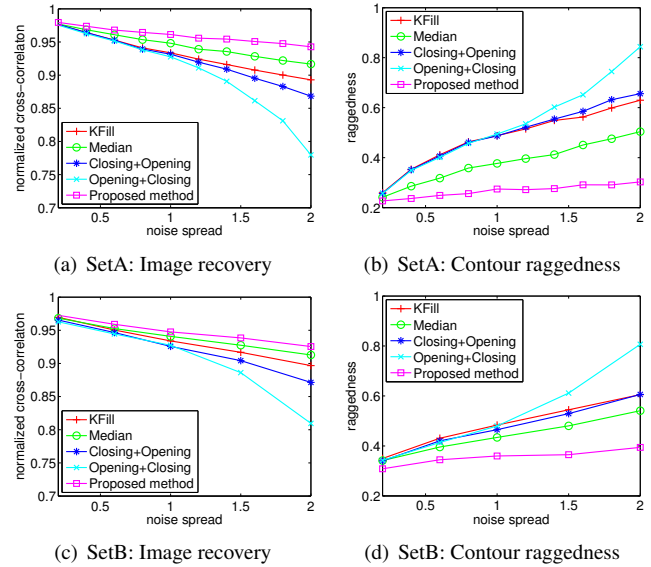 1
0.95
0.9
0.85
0.8
0.75
0.7
normalized cross−correlaton
KFill
Median
Closing+Opening
Opening+Closing
Proposed method
0.5 1 1.5 2
noise spread
(a) SetA: Image recovery
1
0.8
0.6
0.4
0.2
raggedness
KFill
Median
Closing+Opening
Opening+Closing
Proposed method
0.5 1 1.5 2
noise spread
(b) SetA: Contour raggedness
1
0.95
0.9
0.85
0.8
0.75
0.7
normalized cross−correlaton
KFill
Median
Closing+Opening
Opening+Closing
Proposed method
0.5 1 1.5 2
noise spread
(c) SetB: Image recovery
1
0.8
0.6
0.4
0.2
raggedness
KFill
Median
Closing+Opening
Opening+Closing
Proposed method
0.5 1 1.5 2
noise spread
(d) SetB: Contour raggedness